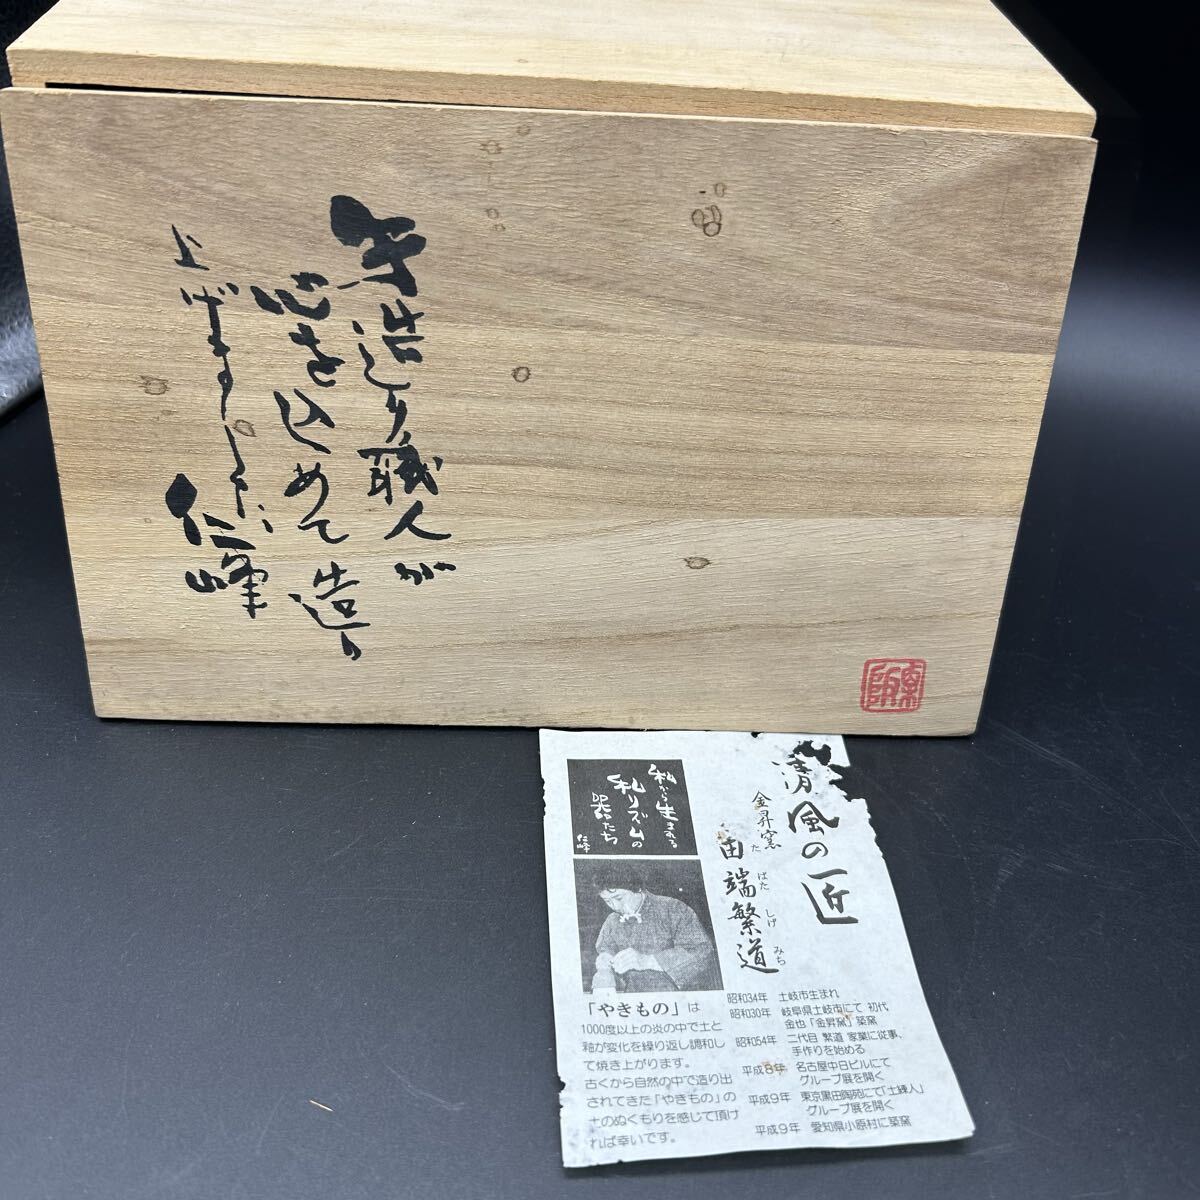 手造り職人が
心を込めて造り
上げました
仁峰
清風の匠
金昇窯
田端繁道
た ばた しげ みち
私から生まれる
私リズムの
器たち
仁峰
「やきもの」は
1000度以上の炎の中で土と
釉が変化を繰り返し調和し
て焼き上がります。
古くから自然の中で造り出
されてきた「やきもの」の
土のぬくもりを感じて頂け
れば幸いです。
昭和34年 土岐市生まれ
昭和30年 岐阜県土岐市にて 初代
金也「金昇窯」築窯
昭和54年 二代目 繁道 家業に従事、
手作りを始める
平成8年 名古屋中日ビルにて
グループ展を開く
平成9年 東京黒田陶苑にて「土練人」
グループ展を開く
平成9年 愛知県小原村に築窯